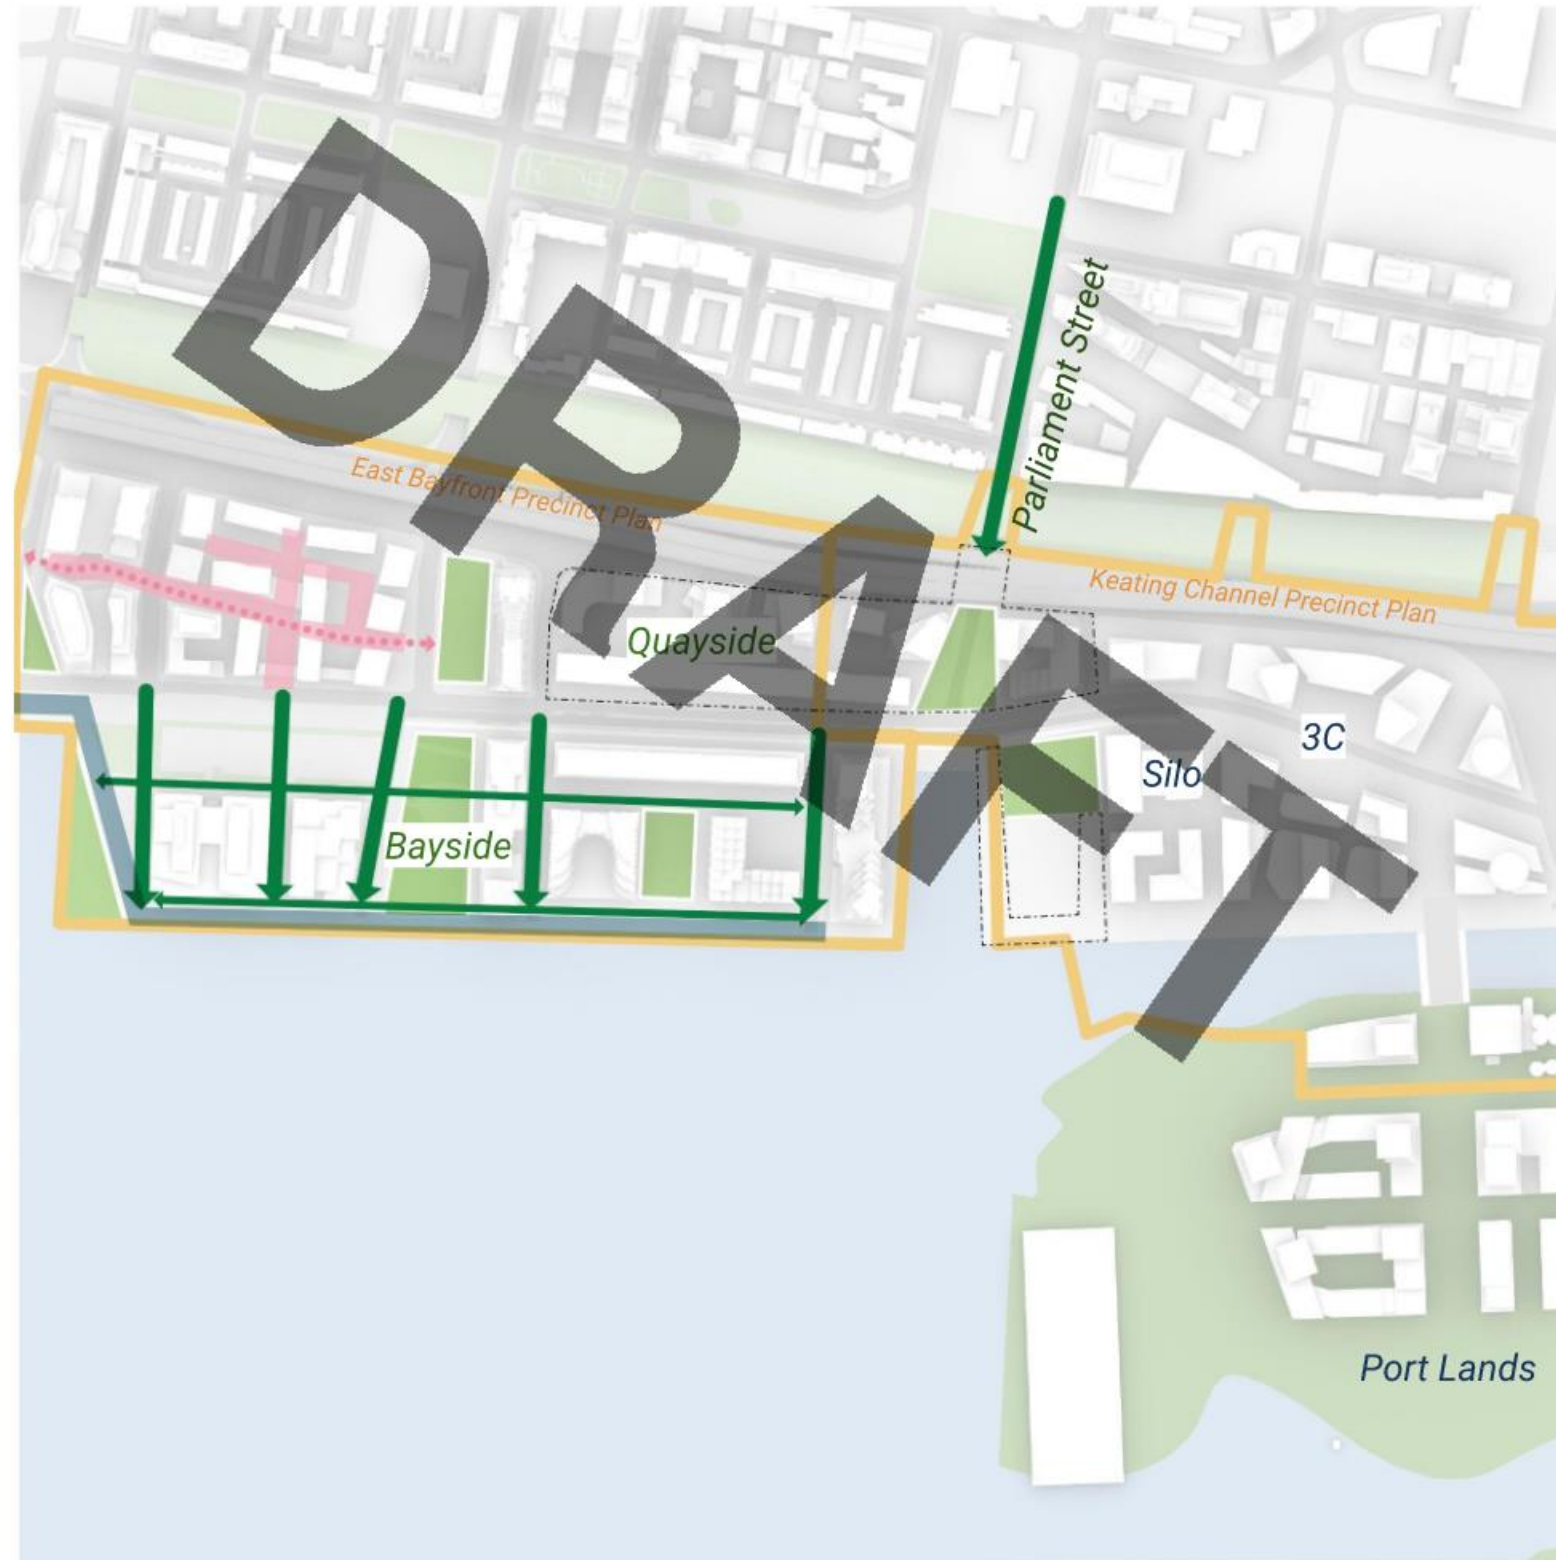 DRAFT
Parliament Street
East Bayfront Precinct Plan
Keating Channel Precinct Plan
Quayside
3C
Silo
Bayside
Port Lands